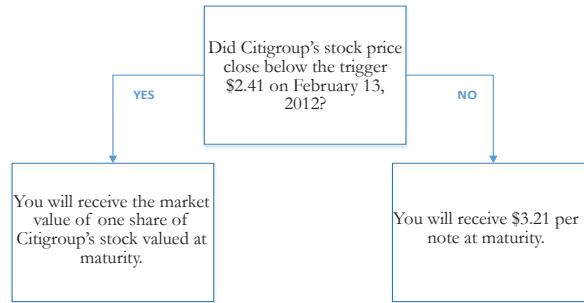 Did Citigroup's stock price
close below the trigger
$2.41 on February 13,
2012?
YES
NO
You will receive the market
value of one share of
Citigroup's stock valued at
maturity.
You will receive $3.21 per
note at maturity.